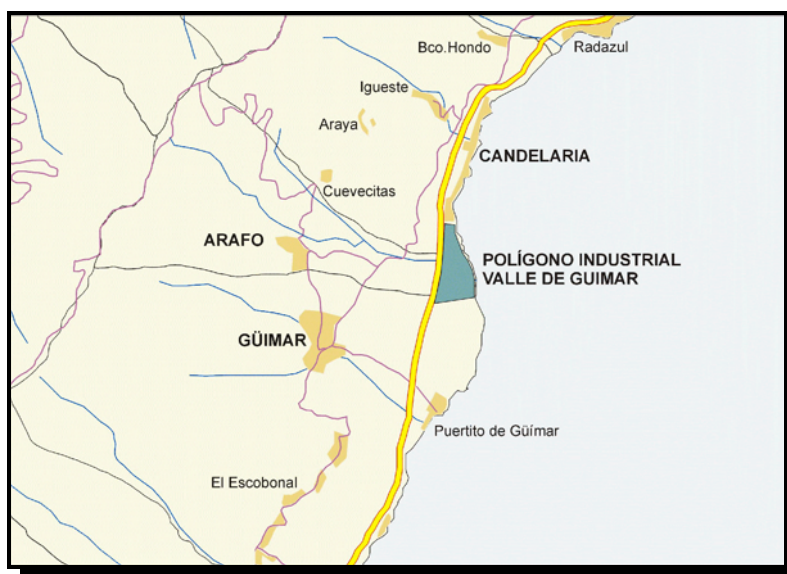 Bco.Hondo
Radazul
Igueste
Araya
CANDELARIA
Cuevecitas
ARAFO
POLÍGONO INDUSTRIAL
VALLE DE GUIMAR
GÜIMAR
Puertito de Güímar
El Escobonal